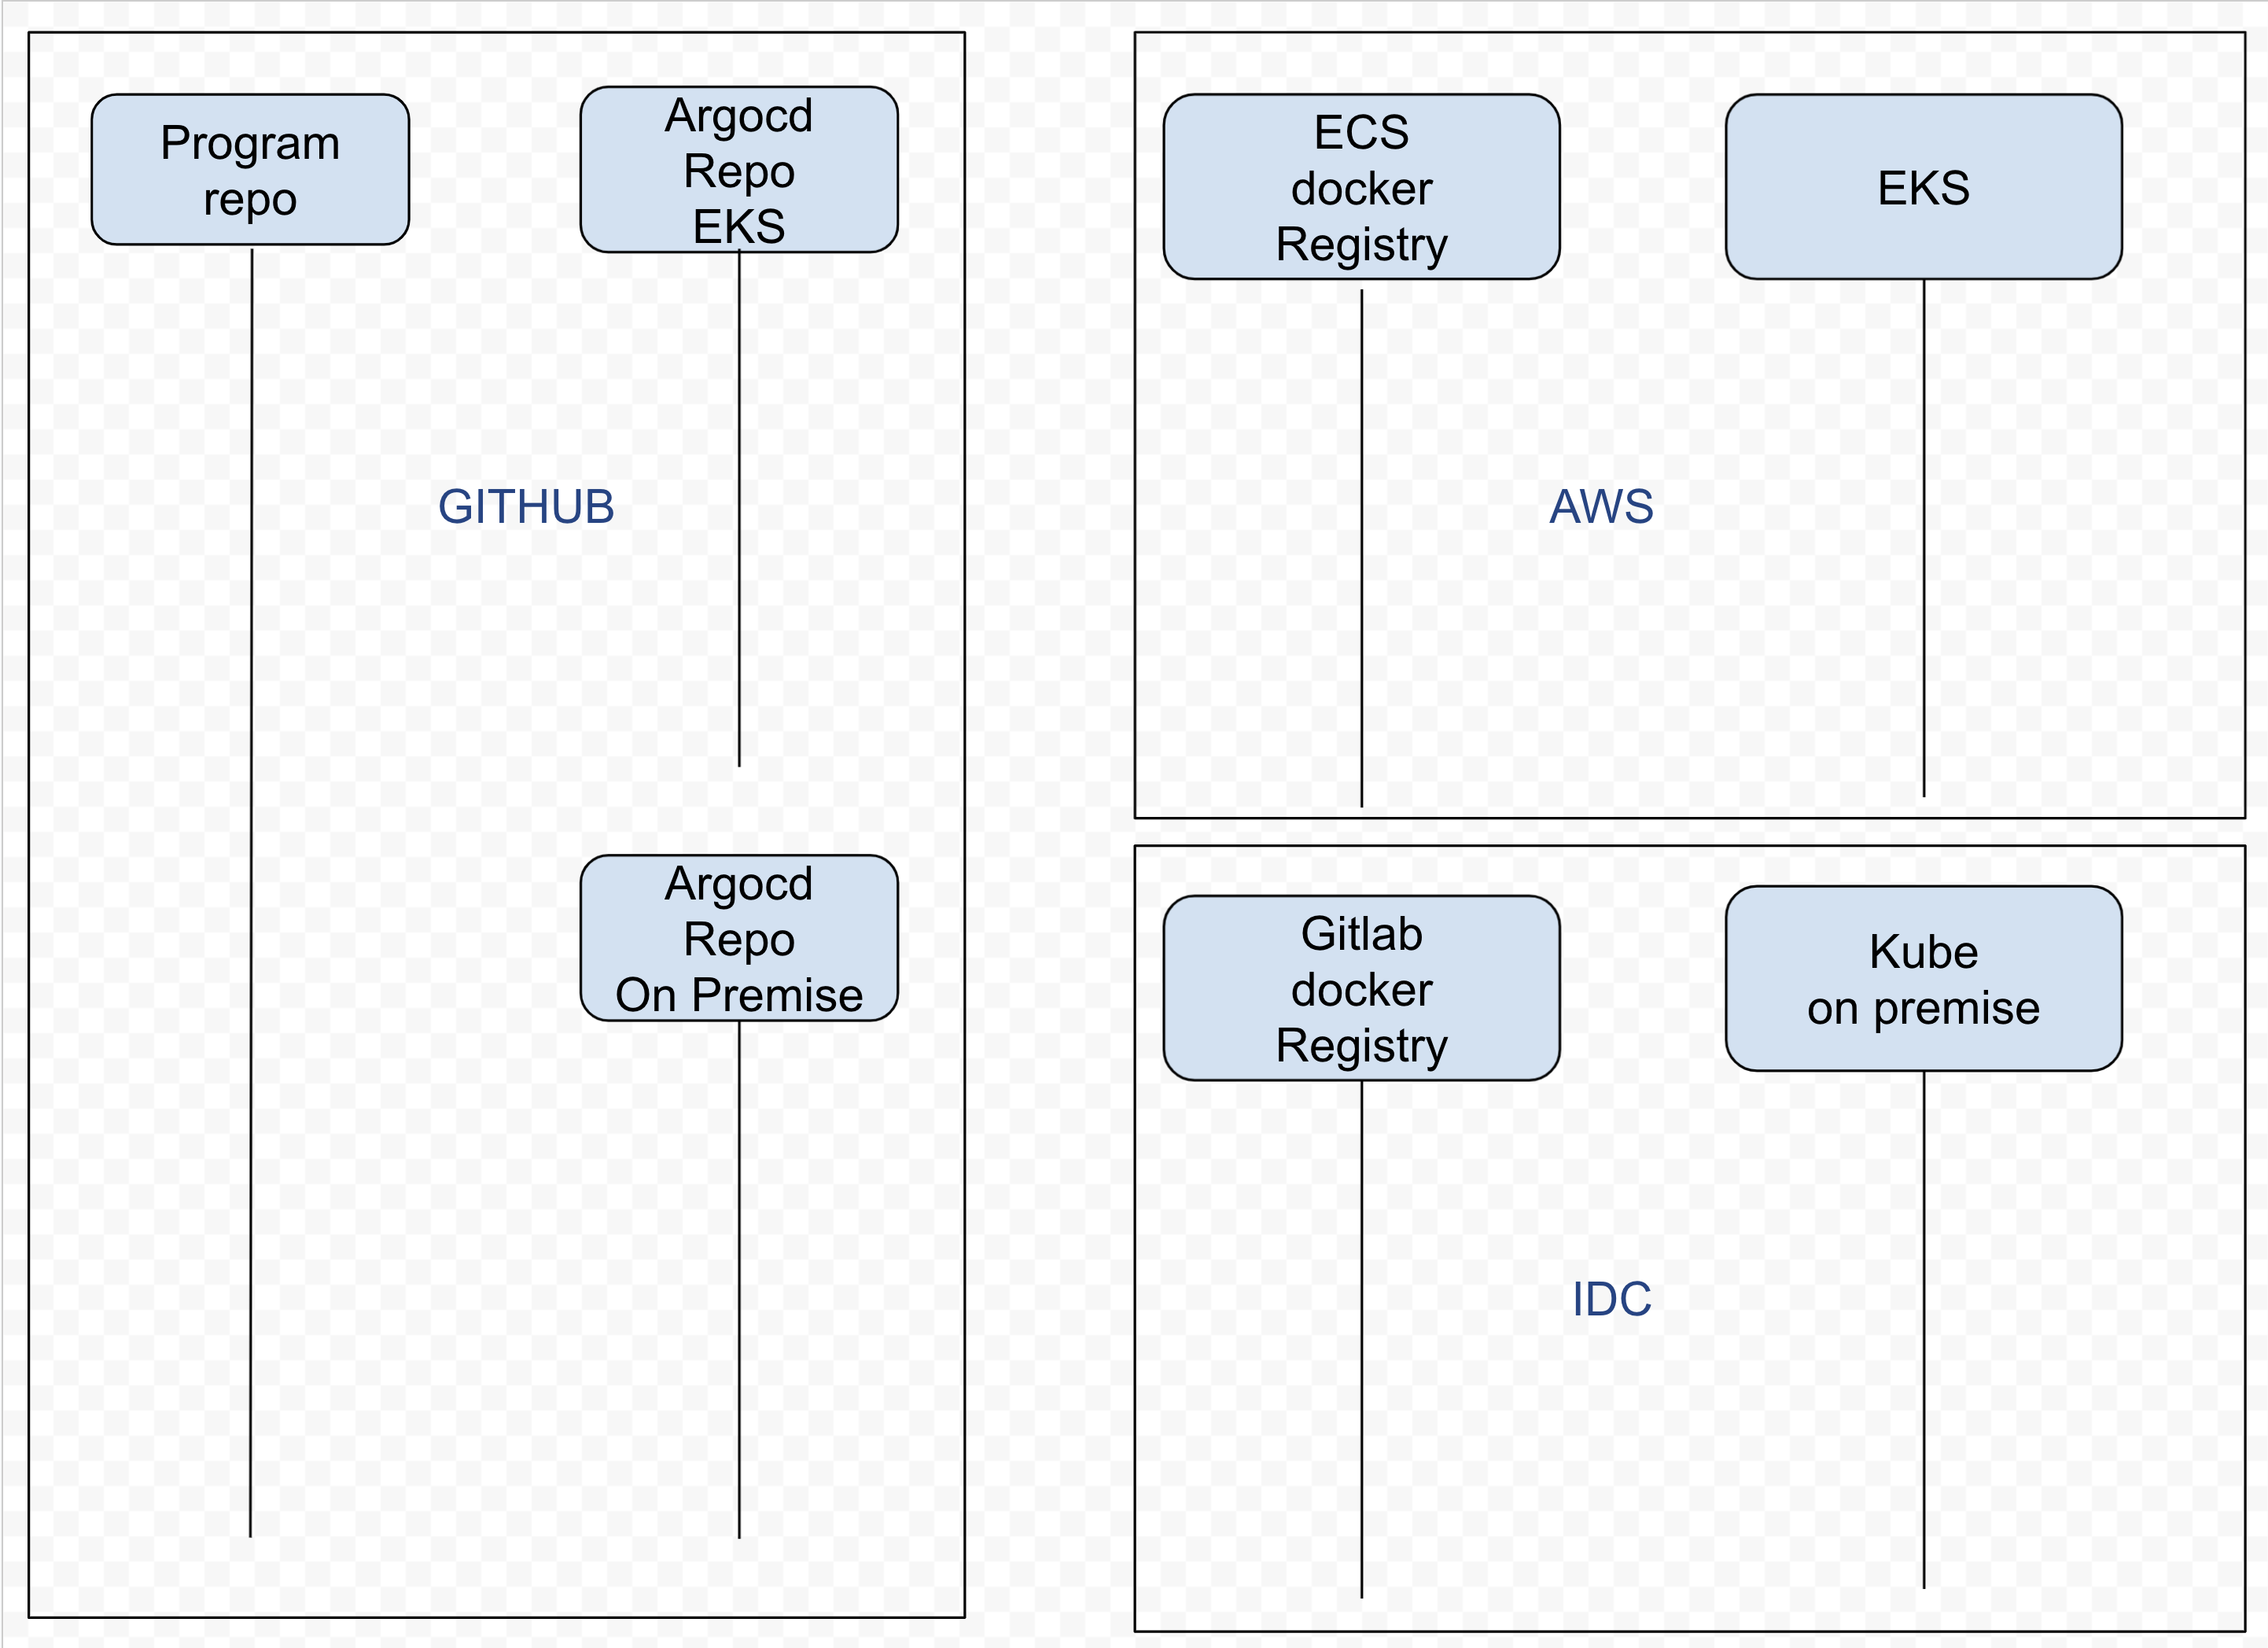 Program
repo
Argocd
Repo
EKS
GITHUB
Argocd
Repo
On Premise
ECS
docker
Registry
EKS
AWS
Gitlab
docker
Registry
Kube
on premise
IDC